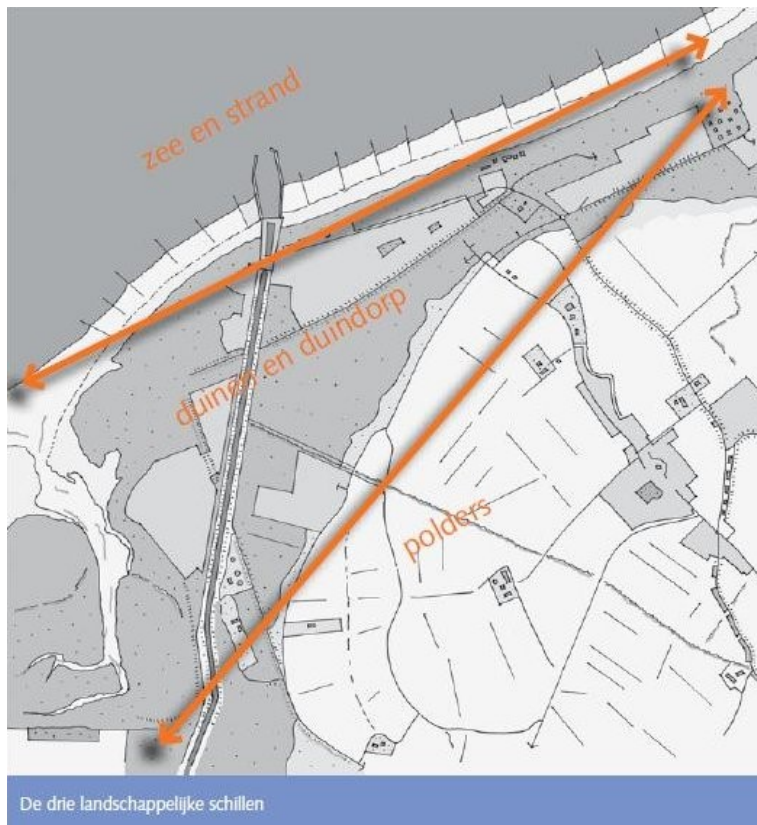 zee en strand
duinen en duindorp
polders
De drie landschappelijke schillen